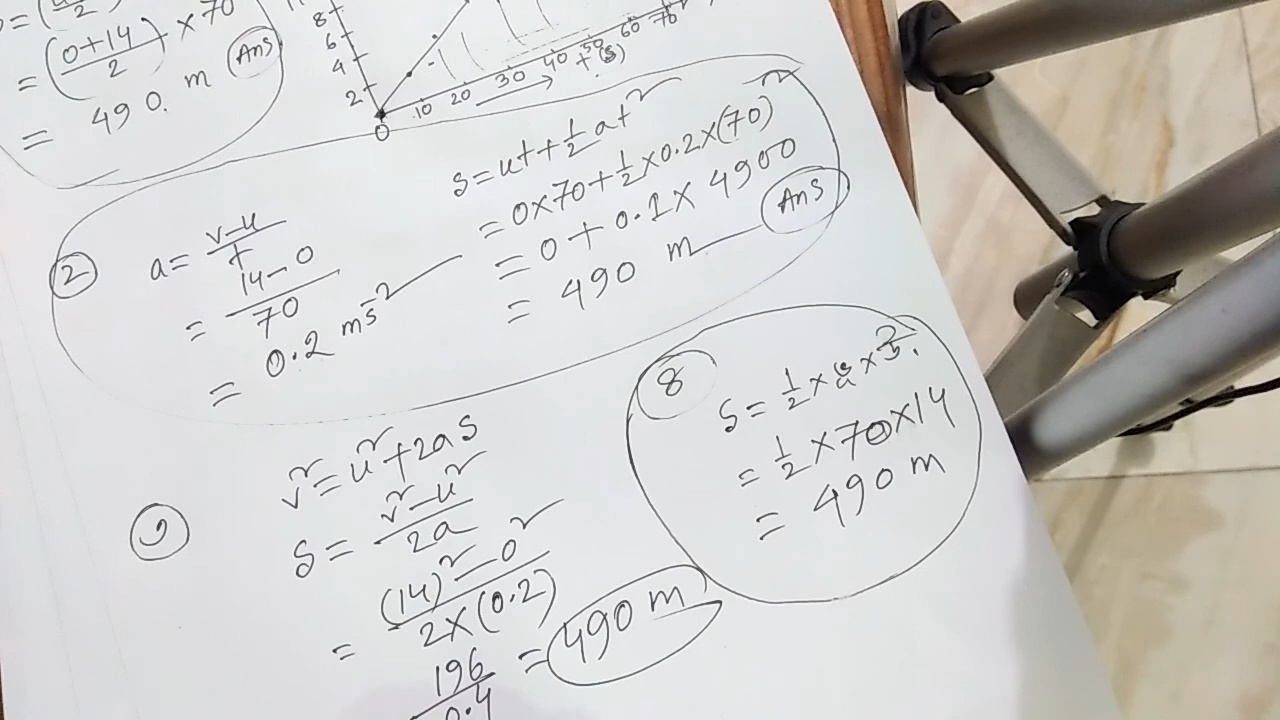 = (0+14)/2 × 70
= 490. m Ans
8
6
4
2
0
10 20 30 40 50 60 70
t (s)
2
a = v-u/t
= 14-0/70
= 0.2 ms⁻²
s = ut + 1/2 at²
= 0×70 + 1/2 × 0.2 × (70)²
= 0 + 0.1 × 4900
= 490 m Ans
v² = u² + 2as
s = v²-u²/2a
= (14)²-0²/2×(0.2)
= 196/0.4 = 490 m
8
= 1/2 × 70 × 14
= 490 m